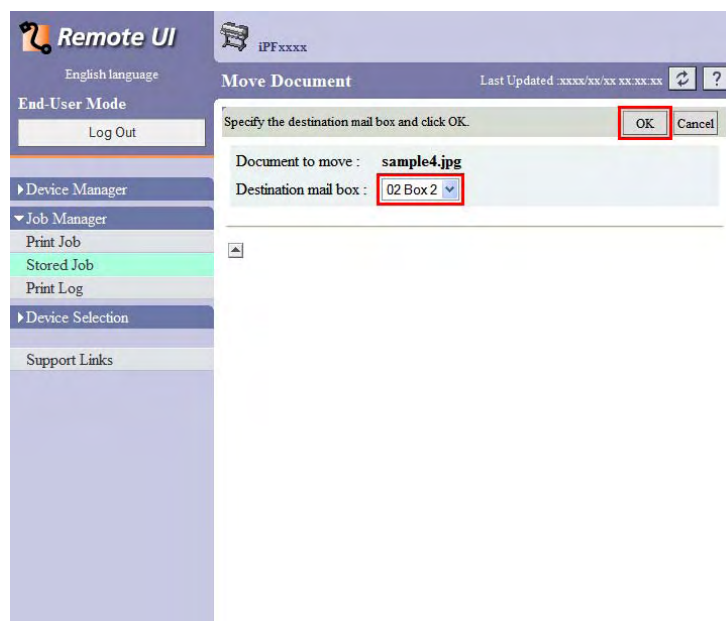 Remote UI
English language
End-User Mode
Log Out
Device Manager
Job Manager
Print Job
Stored Job
Print Log
Device Selection
Support Links
iPFxxxx
Move Document
Last Updated :xxxx/xx/xx xx:xx:xx
?
Specify the destination mail box and click OK.
OK
Cancel
Document to move : sample4.jpg
Destination mail box : 02 Box 2